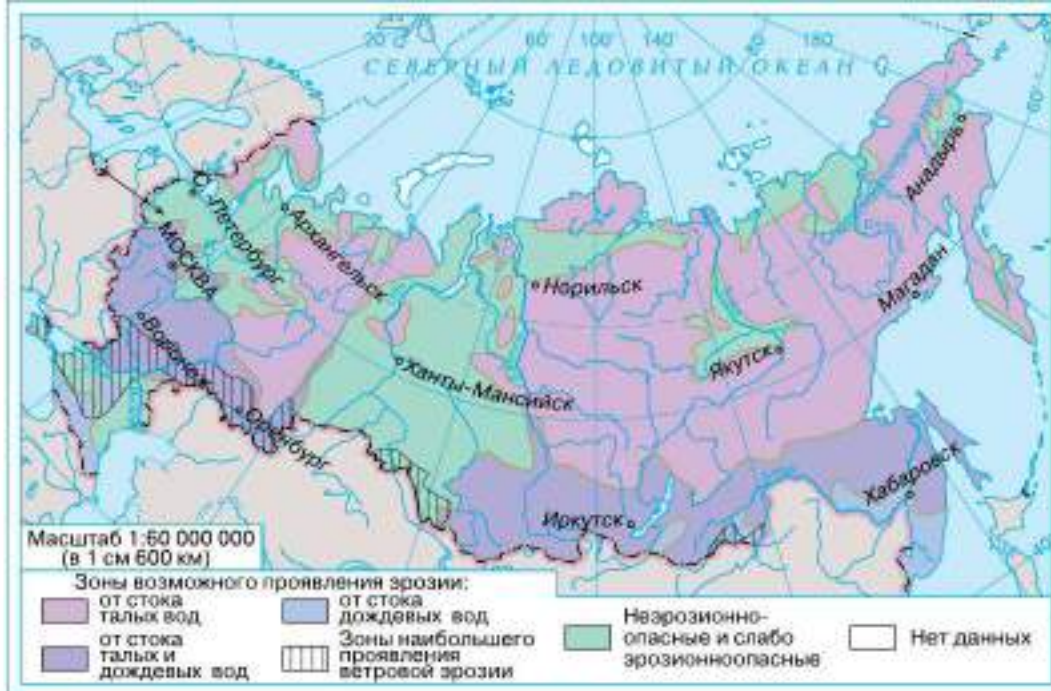 20
60°
100°
140°
180
60°
СЕВЕРНЫЙ ЛЕДОВИТЫЙ ОКЕАН
С.-Петербург
МОСКВА
Архангельск
Воронеж
Оренбург
Норильск
Ханты-Мансийск
Якутск
Анадырь
Магадан
Иркутск
Хабаровск
Масштаб 1:60 000 000
(в 1 см 600 км)
Зоны возможного проявления эрозии:
от стока
талых вод
от стока
талых и
дождевых вод
от стока
дождевых вод
Зоны наибольшего
проявления
ветровой эрозии
Неэрозионно-
опасные и слабо
эрозионноопасные
Нет данных